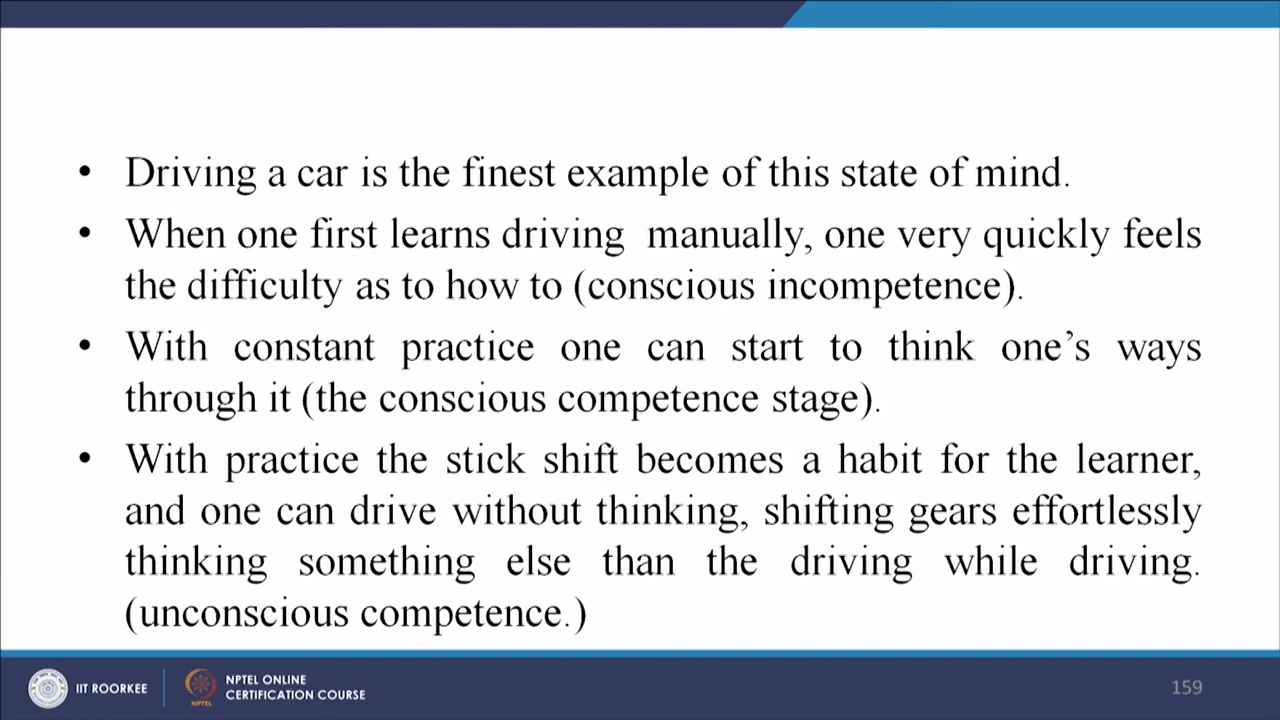 • Driving a car is the finest example of this state of mind.
• When one first learns driving  manually, one very quickly feels
the difficulty as to how to (conscious incompetence).
• With constant practice one can start to think one’s ways
through it (the conscious competence stage).
• With practice the stick shift becomes a habit for the learner,
and one can drive without thinking, shifting gears effortlessly
thinking something else than the driving while driving.
(unconscious competence.)
IIT ROORKEE
NPTEL
NPTEL ONLINE
CERTIFICATION COURSE
159